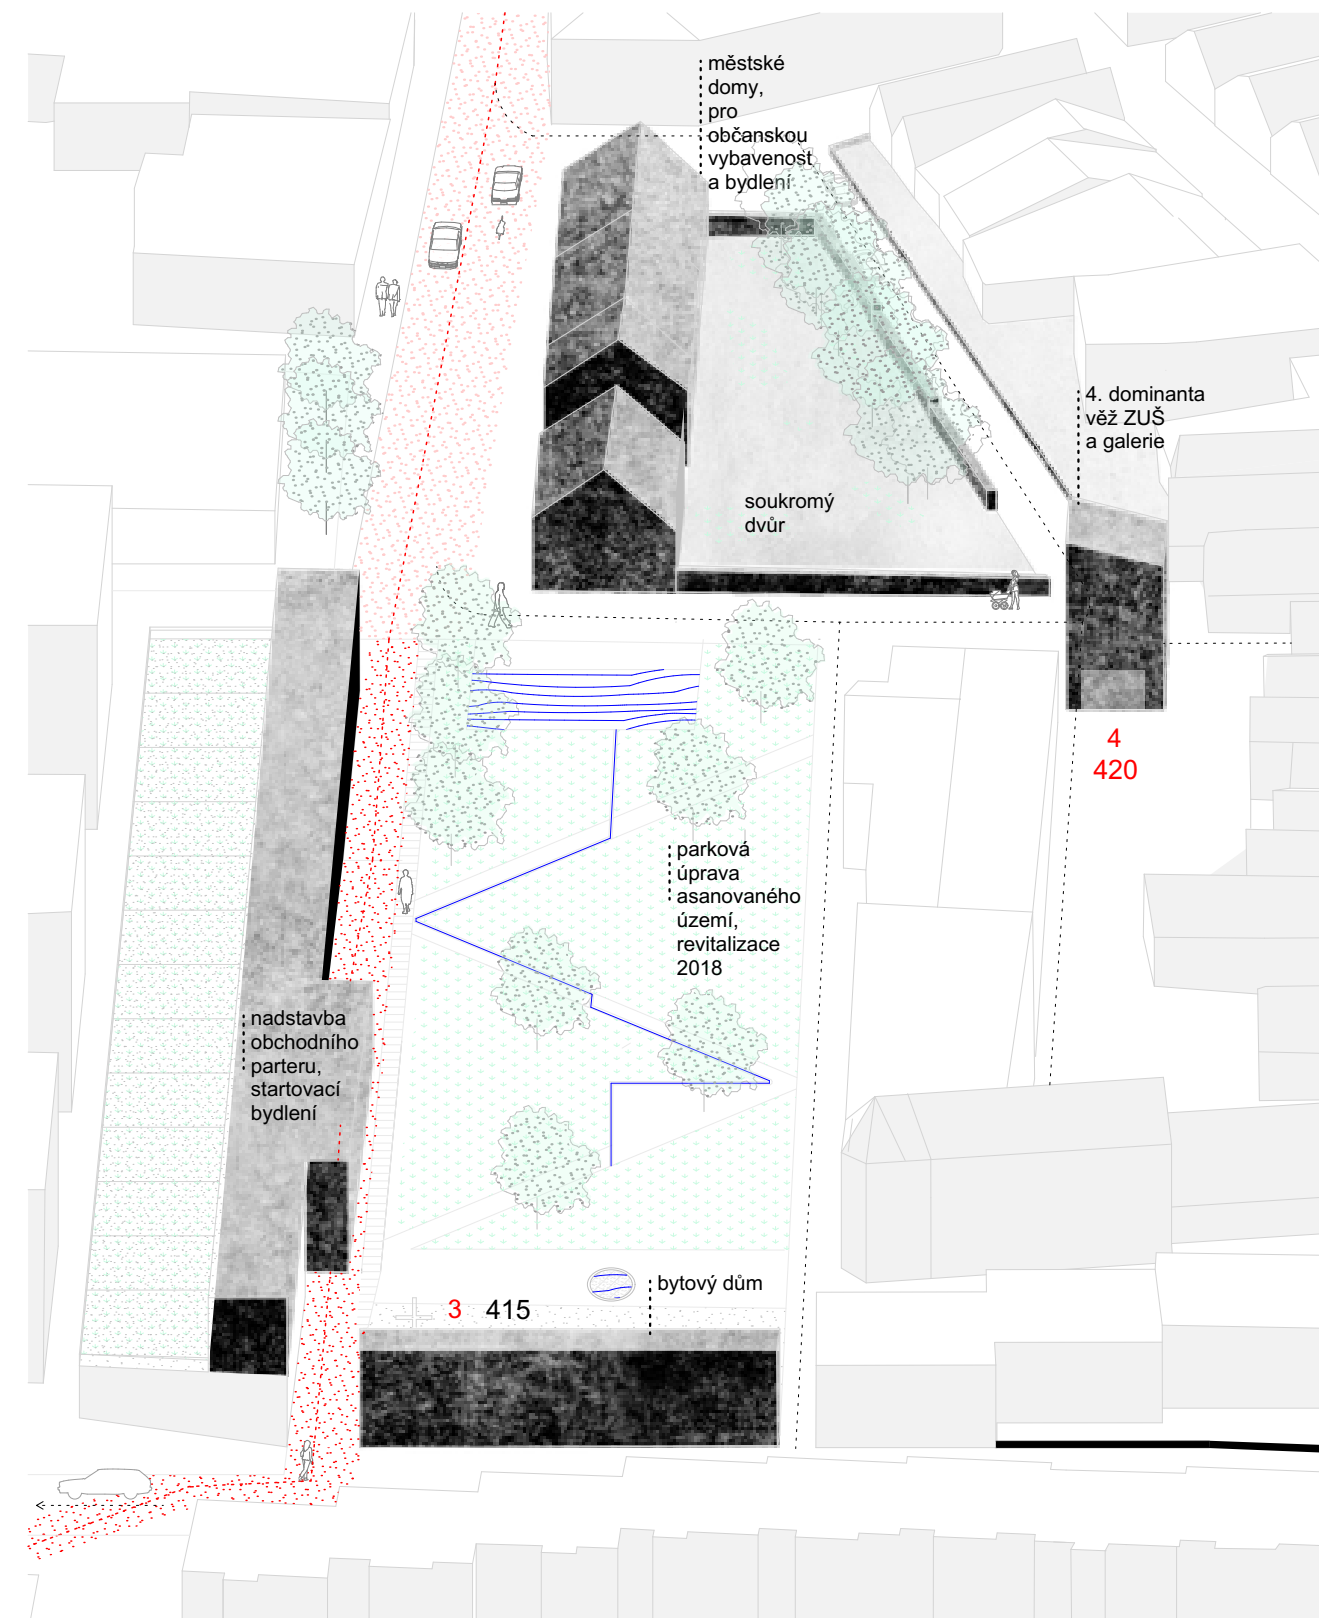 městské
domy,
pro
občanskou
vybavenost
a bydlení
4. dominanta
věž ZUŠ
a galerie
soukromý
dvůr
4
420
parková
úprava
asanovaného
území,
revitalizace
2018
nadstavba
obchodního
parteru,
startovací
bydlení
bytový dům
3 415